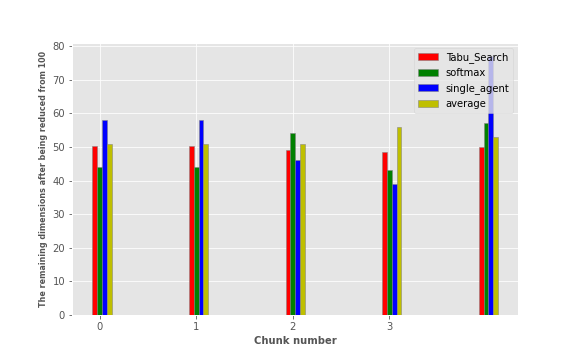 80
70
60
50
40
30
20
10
0
The remaining dimensions after being reduced from 100
Tabu_Search
softmax
single_agent
average
0 1 2 3
Chunk number